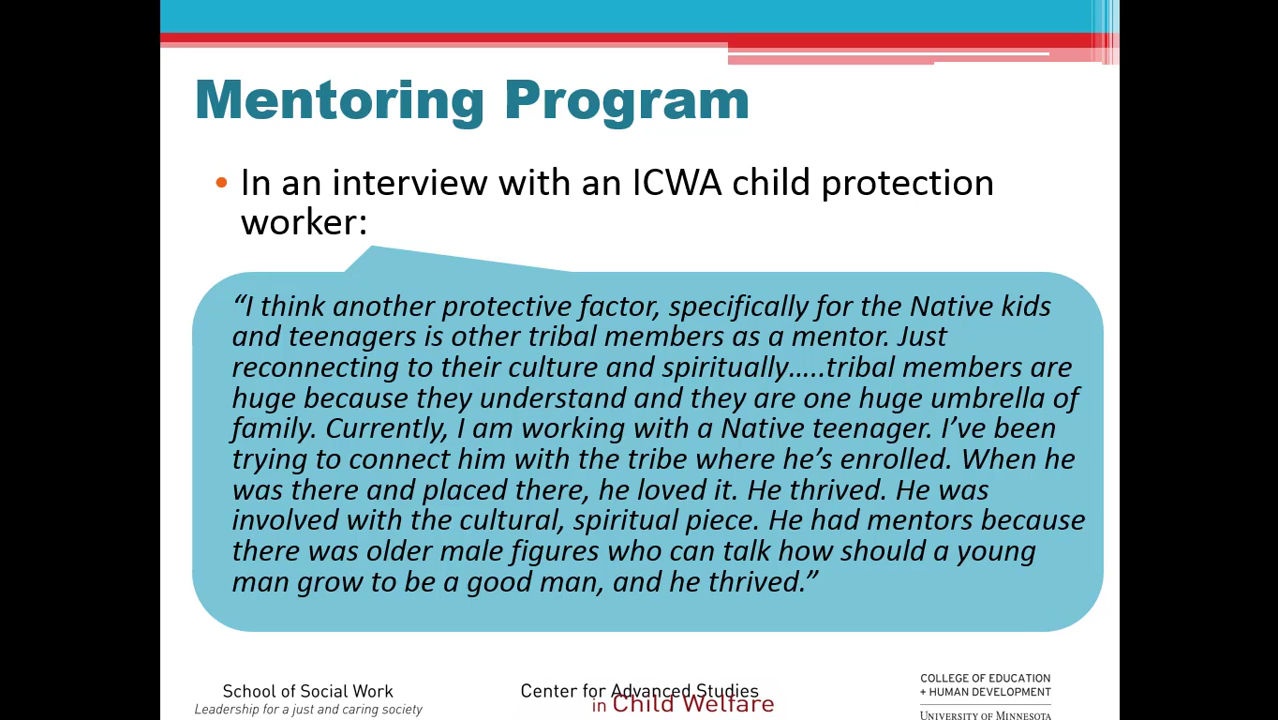 Mentoring Program
• In an interview with an ICWA child protection
worker:
“I think another protective factor, specifically for the Native kids
and teenagers is other tribal members as a mentor. Just
reconnecting to their culture and spiritually…..tribal members are
huge because they understand and they are one huge umbrella of
family. Currently, I am working with a Native teenager. I’ve been
trying to connect him with the tribe where he’s enrolled. When he
was there and placed there, he loved it. He thrived. He was
involved with the cultural, spiritual piece. He had mentors because
there was older male figures who can talk how should a young
man grow to be a good man, and he thrived.”
School of Social Work
Leadership for a just and caring society
Center for Advanced Studies
in Child Welfare
COLLEGE OF EDUCATION
+ HUMAN DEVELOPMENT
UNIVERSITY OF MINNESOTA